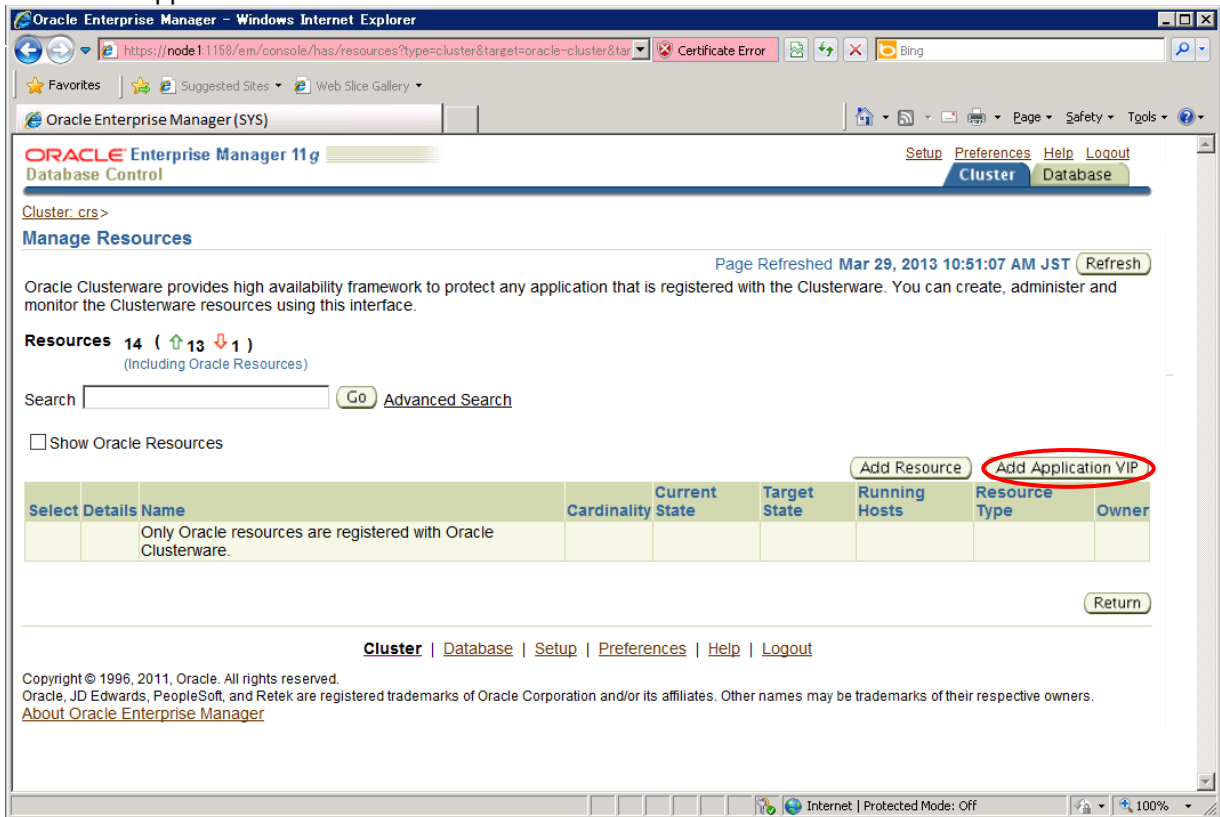 Oracle Enterprise Manager - Windows Internet Explorer
https://node1:1158/em/console/has/resources?type=cluster&target=oracle-cluster&tar
Certificate Error
Bing
Favorites
Suggested Sites
Web Slice Gallery
Oracle Enterprise Manager (SYS)
Page
Safety
Tools
ORACLE Enterprise Manager 11g
Database Control
Setup Preferences Help Logout
Cluster Database
Cluster: crs >
Manage Resources
Page Refreshed Mar 29, 2013 10:51:07 AM JST Refresh
Oracle Clusterware provides high availability framework to protect any application that is registered with the Clusterware. You can create, administer and
monitor the Clusterware resources using this interface.
Resources 14 ( 13 1 )
(Including Oracle Resources)
Search Go Advanced Search
Show Oracle Resources
Add Resource Add Application VIP
Select Details Name Cardinality Current State Target State Running Hosts Resource Type Owner
Only Oracle resources are registered with Oracle
Clusterware.
Return
Cluster | Database | Setup | Preferences | Help | Logout
Copyright © 1996, 2011, Oracle. All rights reserved.
Oracle, JD Edwards, PeopleSoft, and Retek are registered trademarks of Oracle Corporation and/or its affiliates. Other names may be trademarks of their respective owners.
About Oracle Enterprise Manager
Internet | Protected Mode: Off
100%